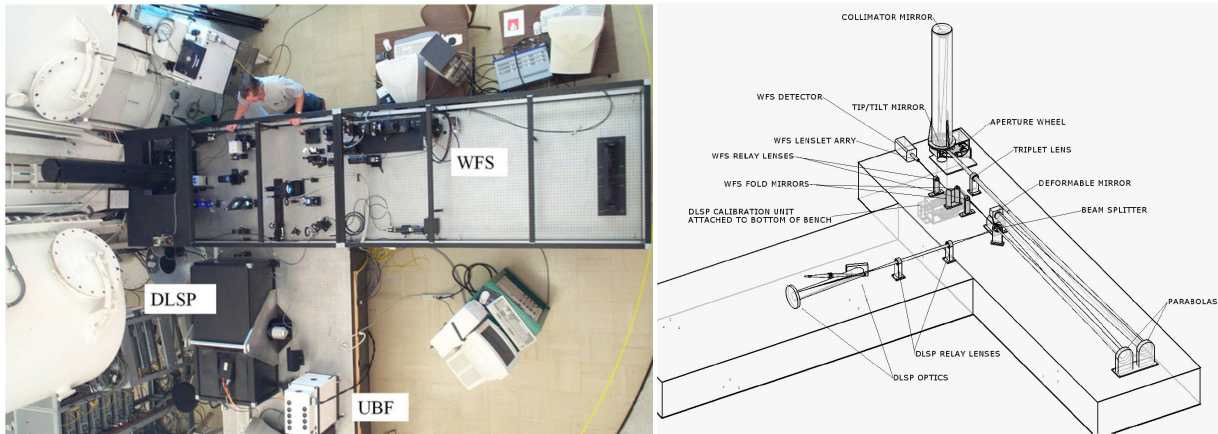 WFS
DLSP
UBF
COLLIMATOR MIRROR
WFS DETECTOR
TIP/TILT MIRROR
APERTURE WHEEL
WFS LENSLET ARRY
WFS RELAY LENSES
TRIPLET LENS
WFS FOLD MIRRORS
DEFORMABLE MIRROR
DLSP CALIBRATION UNIT
ATTACHED TO BOTTOM OF BENCH
BEAM SPLITTER
PARABOLAS
DLSP RELAY LENSES
DLSP OPTICS